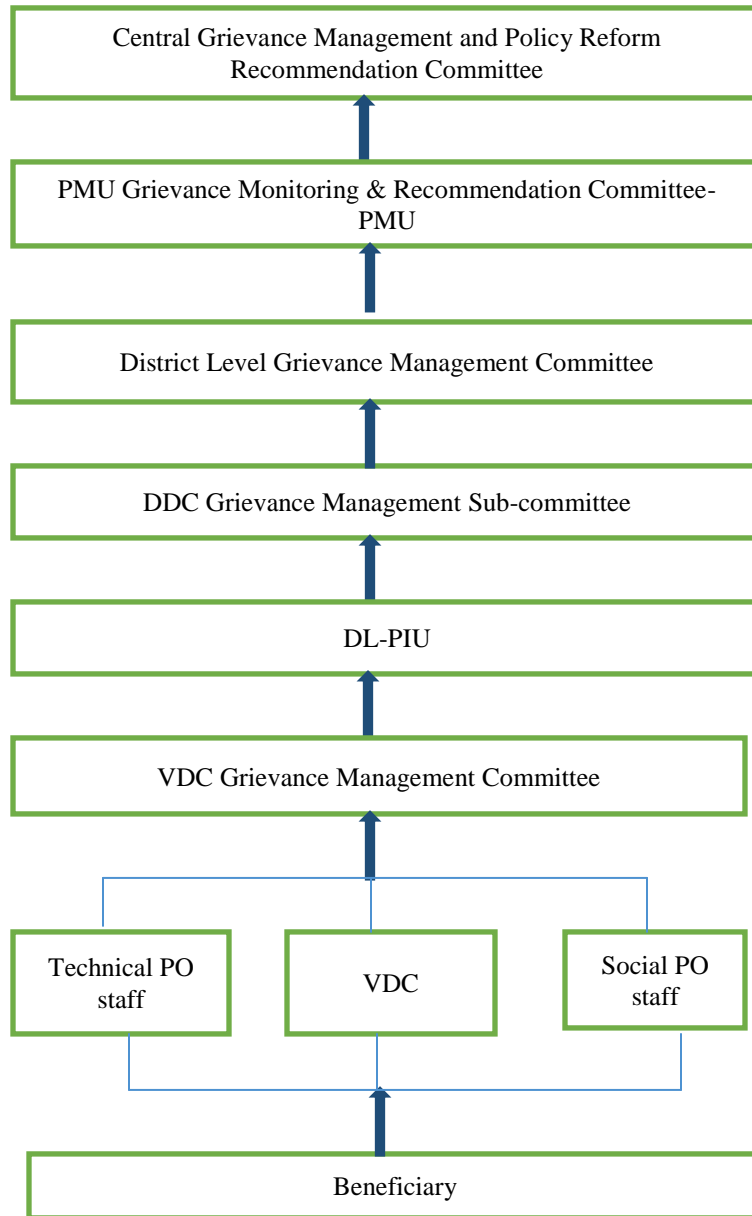 Central Grievance Management and Policy Reform
Recommendation Committee
PMU Grievance Monitoring & Recommendation Committee-
PMU
District Level Grievance Management Committee
DDC Grievance Management Sub-committee
DL-PIU
VDC Grievance Management Committee
Technical PO
staff
VDC
Social PO
staff
Beneficiary